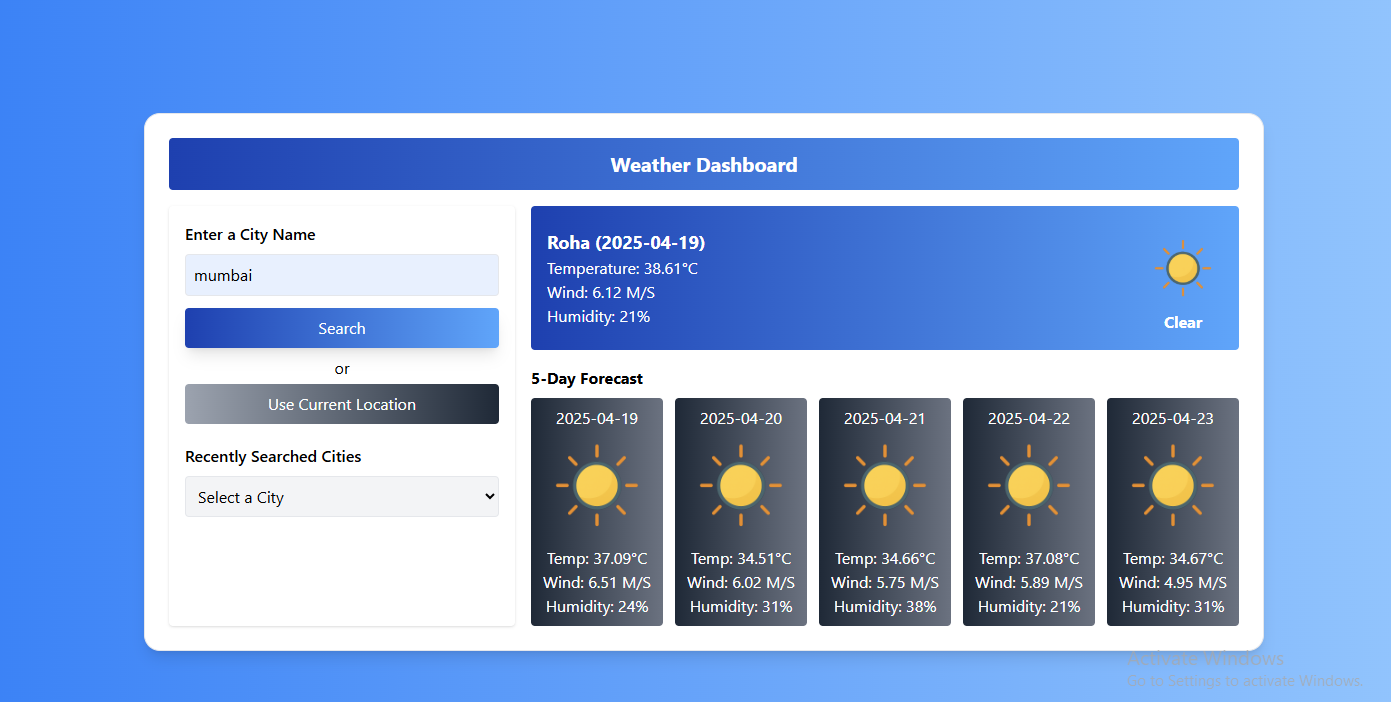 Weather Dashboard
Enter a City Name
mumbai
Search
or
Use Current Location
Recently Searched Cities
Select a City
Roha (2025-04-19)
Temperature: 38.61°C
Wind: 6.12 M/S
Humidity: 21%
Clear
5-Day Forecast
2025-04-19
Temp: 37.09°C
Wind: 6.51 M/S
Humidity: 24%
2025-04-20
Temp: 34.51°C
Wind: 6.02 M/S
Humidity: 31%
2025-04-21
Temp: 34.66°C
Wind: 5.75 M/S
Humidity: 38%
2025-04-22
Temp: 37.08°C
Wind: 5.89 M/S
Humidity: 21%
2025-04-23
Temp: 34.67°C
Wind: 4.95 M/S
Humidity: 31%
Activate Windows
Go to Settings to activate Windows.